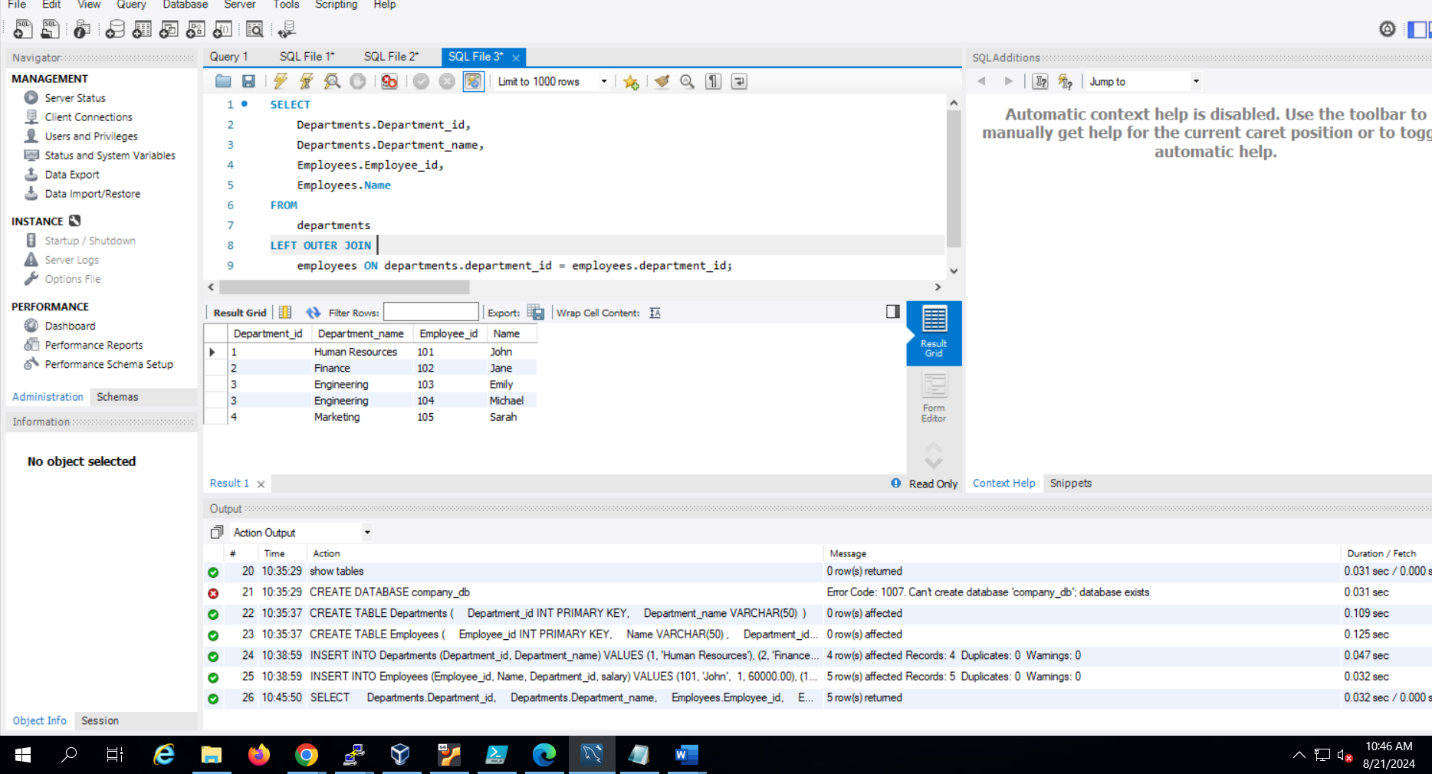 File Edit View Query Database Server Tools Scripting Help
Navigator
MANAGEMENT
Server Status
Client Connections
Users and Privileges
Status and System Variables
Data Export
Data Import/Restore
INSTANCE
Startup / Shutdown
Server Logs
Options File
PERFORMANCE
Dashboard
Performance Reports
Performance Schema Setup
Administration Schemas
Information
No object selected
Object Info Session
Query 1 SQL File 1* SQL File 2* SQL File 3*
Limit to 1000 rows
1 SELECT
2 Departments.Department_id,
3 Departments.Department_name,
4 Employees.Employee_id,
5 Employees.Name
6 FROM
7 departments
8 LEFT OUTER JOIN
9 employees ON departments.department_id = employees.department_id;
Result Grid Filter Rows: Export: Wrap Cell Content:
Department_id Department_name Employee_id Name
1 Human Resources 101 John
2 Finance 102 Jane
3 Engineering 103 Emily
3 Engineering 104 Michael
4 Marketing 105 Sarah
Result
Grid
Form
Editor
Result 1 Read Only
SQLAdditions
Jump to
Automatic context help is disabled. Use the toolbar to
manually get help for the current caret position or to togg
automatic help.
Context Help Snippets
Output
Action Output
# Time Action Message Duration / Fetch
20 10:35:29 show tables 0 row(s) returned 0.031 sec / 0.000 s
21 10:35:29 CREATE DATABASE company_db Error Code: 1007. Can't create database 'company_db'; database exists 0.031 sec
22 10:35:37 CREATE TABLE Departments ( Department_id INT PRIMARY KEY, Department_name VARCHAR(50) ) 0 row(s) affected 0.109 sec
23 10:35:37 CREATE TABLE Employees ( Employee_id INT PRIMARY KEY, Name VARCHAR(50), Department_id... 0 row(s) affected 0.125 sec
24 10:38:59 INSERT INTO Departments (Department_id, Department_name) VALUES (1, 'Human Resources'), (2, 'Finance... 4 row(s) affected Records: 4 Duplicates: 0 Warnings: 0 0.047 sec
25 10:38:59 INSERT INTO Employees (Employee_id, Name, Department_id, salary) VALUES (101, 'John', 1, 60000.00), (1... 5 row(s) affected Records: 5 Duplicates: 0 Warnings: 0 0.032 sec
26 10:45:50 SELECT Departments.Department_id, Departments.Department_name, Employees.Employee_id, E... 5 row(s) returned 0.032 sec / 0.000 s
10:46 AM
8/21/2024